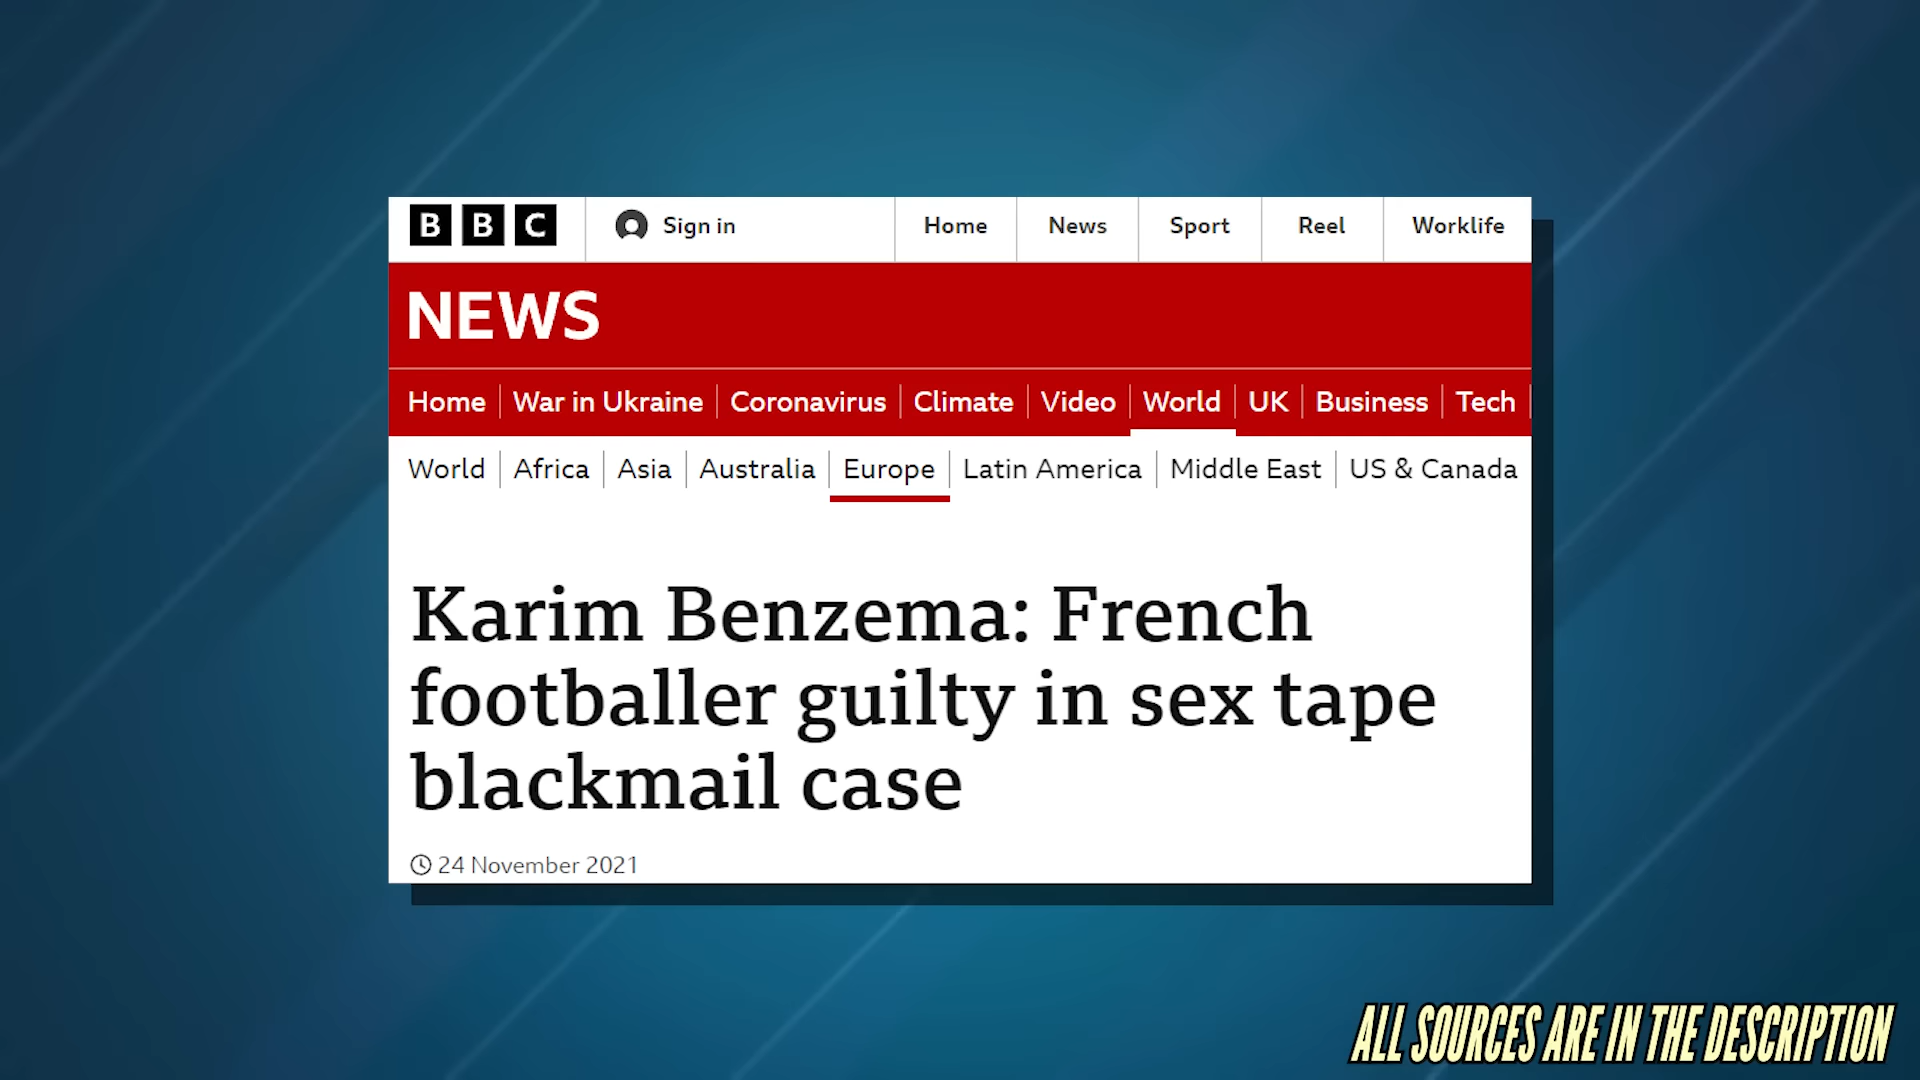 BBC Sign in Home News Sport Reel Worklife
NEWS
Home War in Ukraine Coronavirus Climate Video World UK Business Tech
World Africa Asia Australia Europe Latin America Middle East US & Canada
Karim Benzema: French
footballer guilty in sex tape
blackmail case
24 November 2021
ALL SOURCES ARE IN THE DESCRIPTION